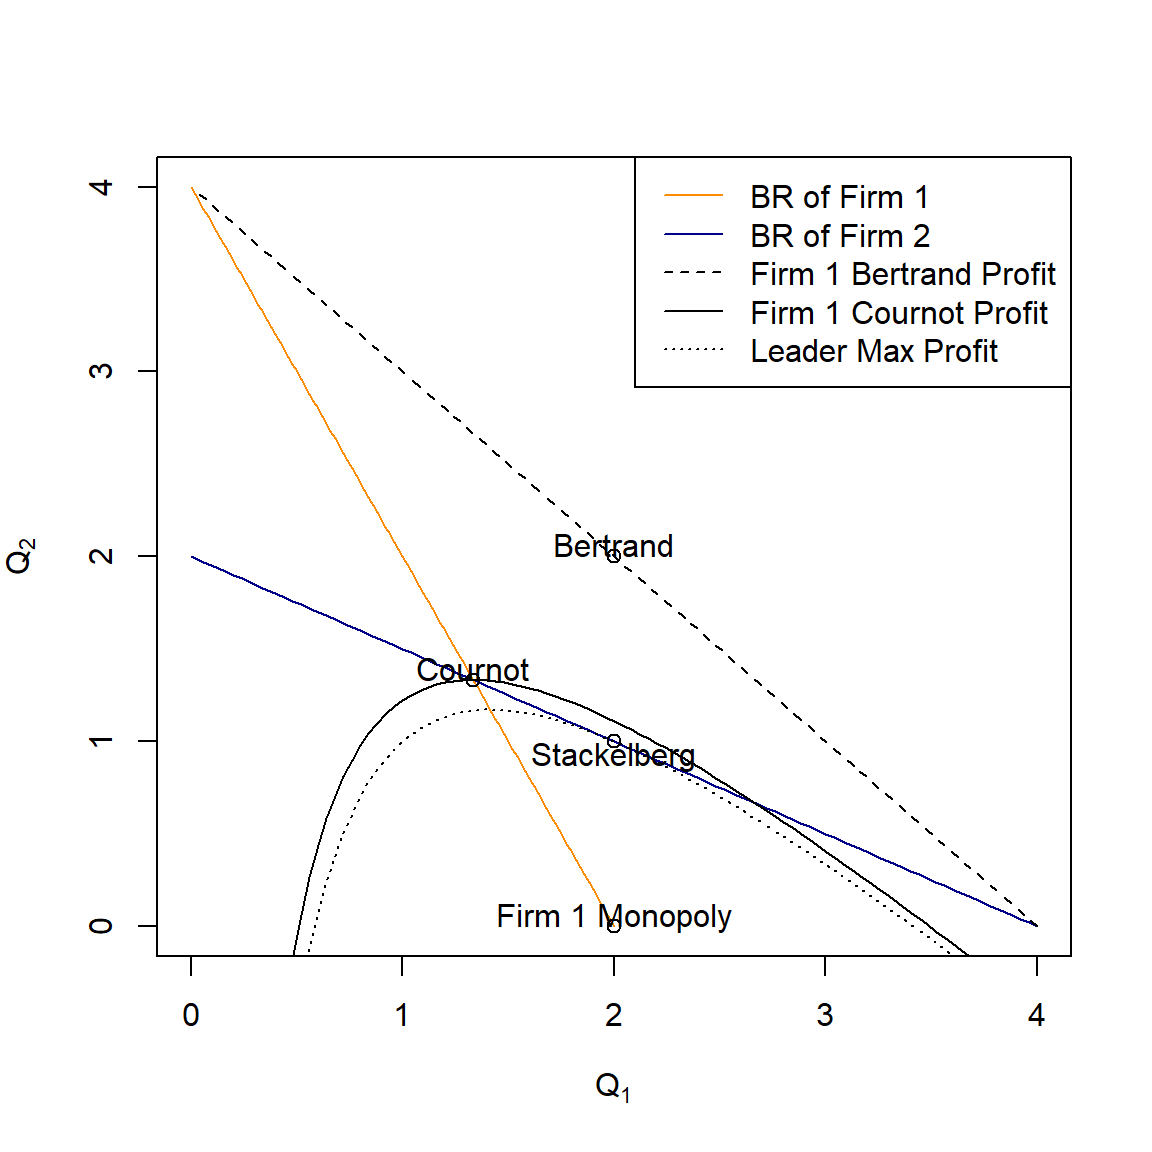 BR of Firm 1
BR of Firm 2
Firm 1 Bertrand Profit
Firm 1 Cournot Profit
Leader Max Profit
4
3
2
1
0
Q2
Bertrand
Cournot
Stackelberg
Firm 1 Monopoly
0 1 2 3 4
Q1